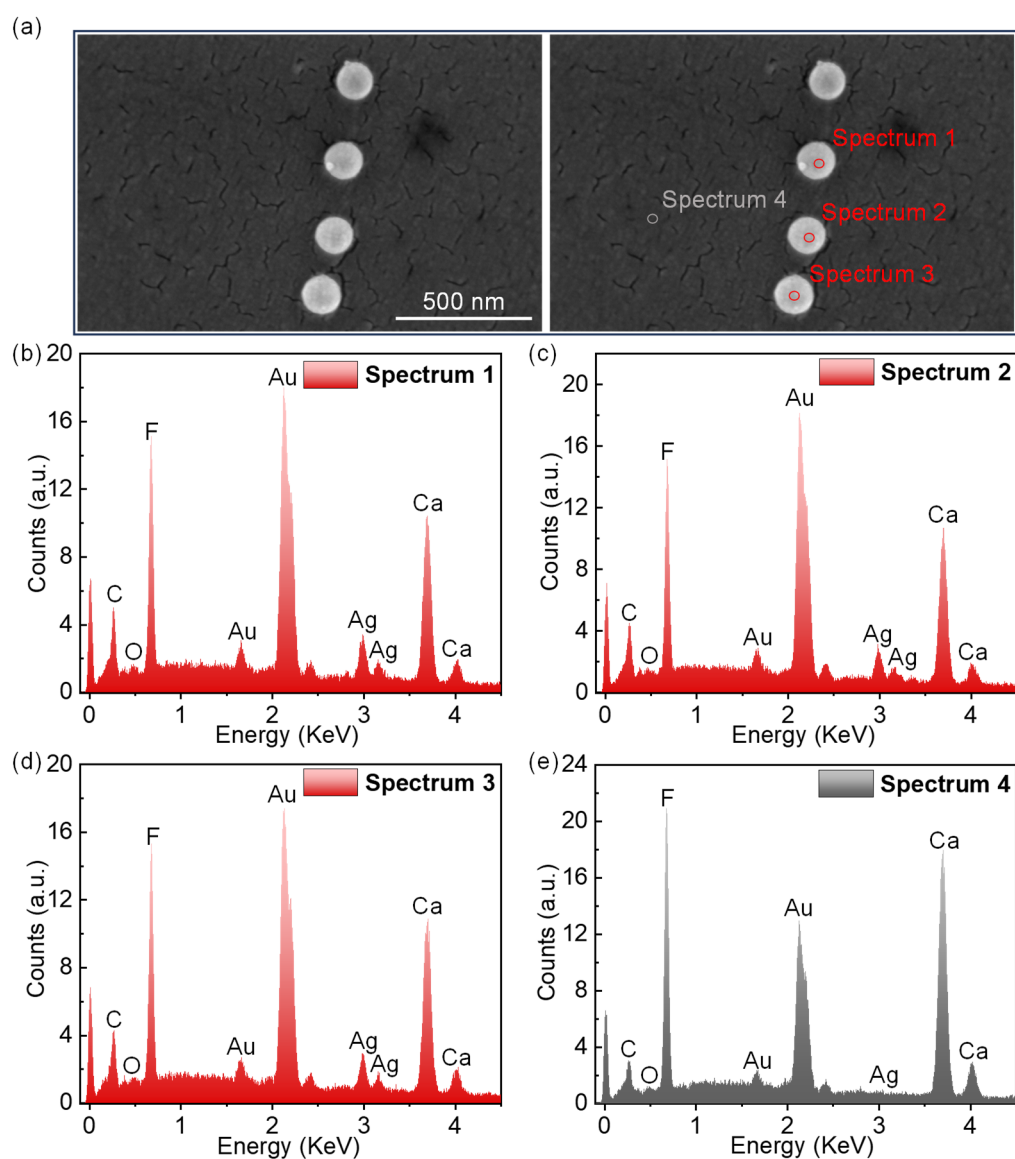 (a)
Spectrum 1
Spectrum 4
Spectrum 2
Spectrum 3
500 nm
(b)
20
16
12
8
4
0
Counts (a.u.)
0 1 2 3 4
Energy (KeV)
Spectrum 1
C
O
F
Au
Au
Ag
Ag
Ca
Ca
(c)
20
16
12
8
4
0
Counts (a.u.)
0 1 2 3 4
Energy (KeV)
Spectrum 2
C
O
F
Au
Au
Ag
Ag
Ca
Ca
(d)
20
16
12
8
4
0
Counts (a.u.)
0 1 2 3 4
Energy (KeV)
Spectrum 3
C
O
F
Au
Au
Ag
Ag
Ca
Ca
(e)
24
20
16
12
8
4
0
Counts (a.u.)
0 1 2 3 4
Energy (KeV)
Spectrum 4
C
O
F
Au
Au
Ag
Ca
Ca